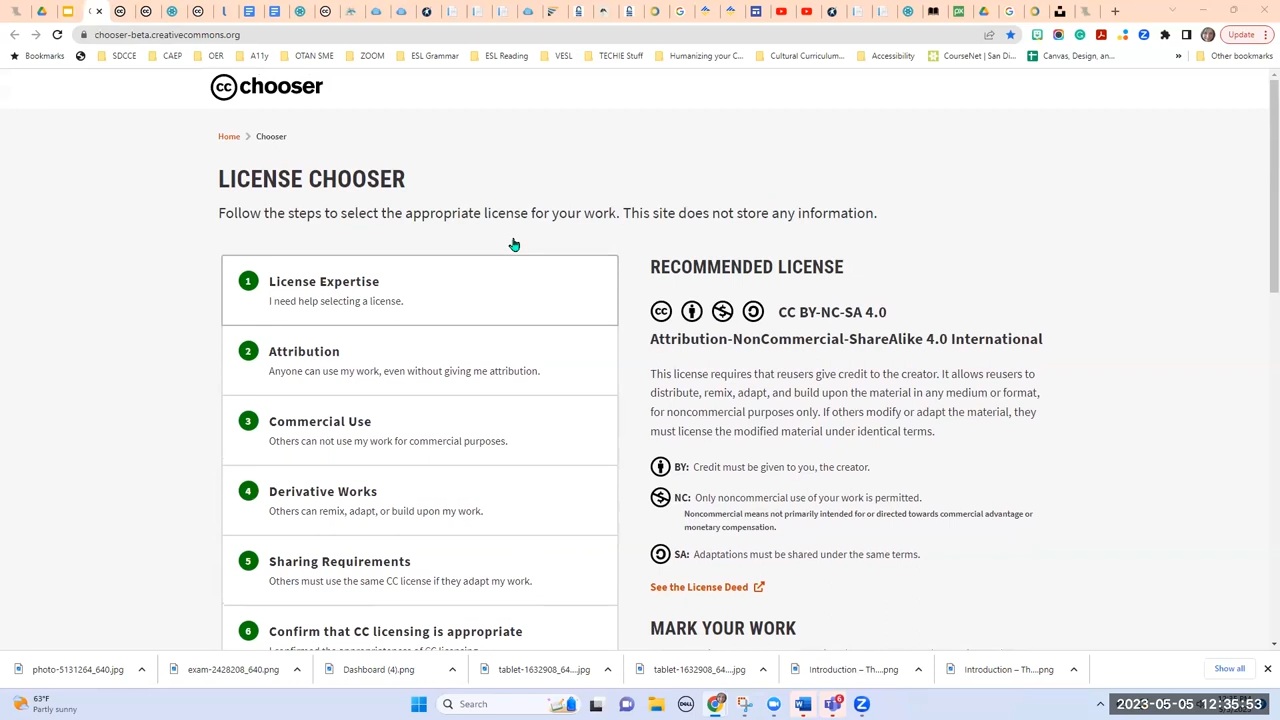 chooser-beta.creativecommons.org
Update
Bookmarks
SDCCE
CAEP
OER
A11y
OTAN SME
ZOOM
ESL Grammar
ESL Reading
VESL
TECHIE Stuff
Humanizing your C...
Cultural Curriculum...
Accessibility
CourseNet | San Di...
Canvas, Design, an...
»
Other bookmarks
cc chooser
Home > Chooser
LICENSE CHOOSER
Follow the steps to select the appropriate license for your work. This site does not store any information.
1 License Expertise
I need help selecting a license.
2 Attribution
Anyone can use my work, even without giving me attribution.
3 Commercial Use
Others can not use my work for commercial purposes.
4 Derivative Works
Others can remix, adapt, or build upon my work.
5 Sharing Requirements
Others must use the same CC license if they adapt my work.
6 Confirm that CC licensing is appropriate
I confirmed the appropriateness of CC licensing.
RECOMMENDED LICENSE
CC BY-NC-SA 4.0
Attribution-NonCommercial-ShareAlike 4.0 International
This license requires that reusers give credit to the creator. It allows reusers to
distribute, remix, adapt, and build upon the material in any medium or format,
for noncommercial purposes only. If others modify or adapt the material, they
must license the modified material under identical terms.
BY: Credit must be given to you, the creator.
NC: Only noncommercial use of your work is permitted.
Noncommercial means not primarily intended for or directed towards commercial advantage or
monetary compensation.
SA: Adaptations must be shared under the same terms.
See the License Deed
MARK YOUR WORK
photo-5131264_640.jpg
exam-2428208_640.png
Dashboard (4).png
tablet-1632908_64....jpg
tablet-1632908_64....jpg
Introduction – Th....png
Introduction – Th....png
Show all
63°F
Partly sunny
Search
DELL
6
2023-05-05 12:35:53